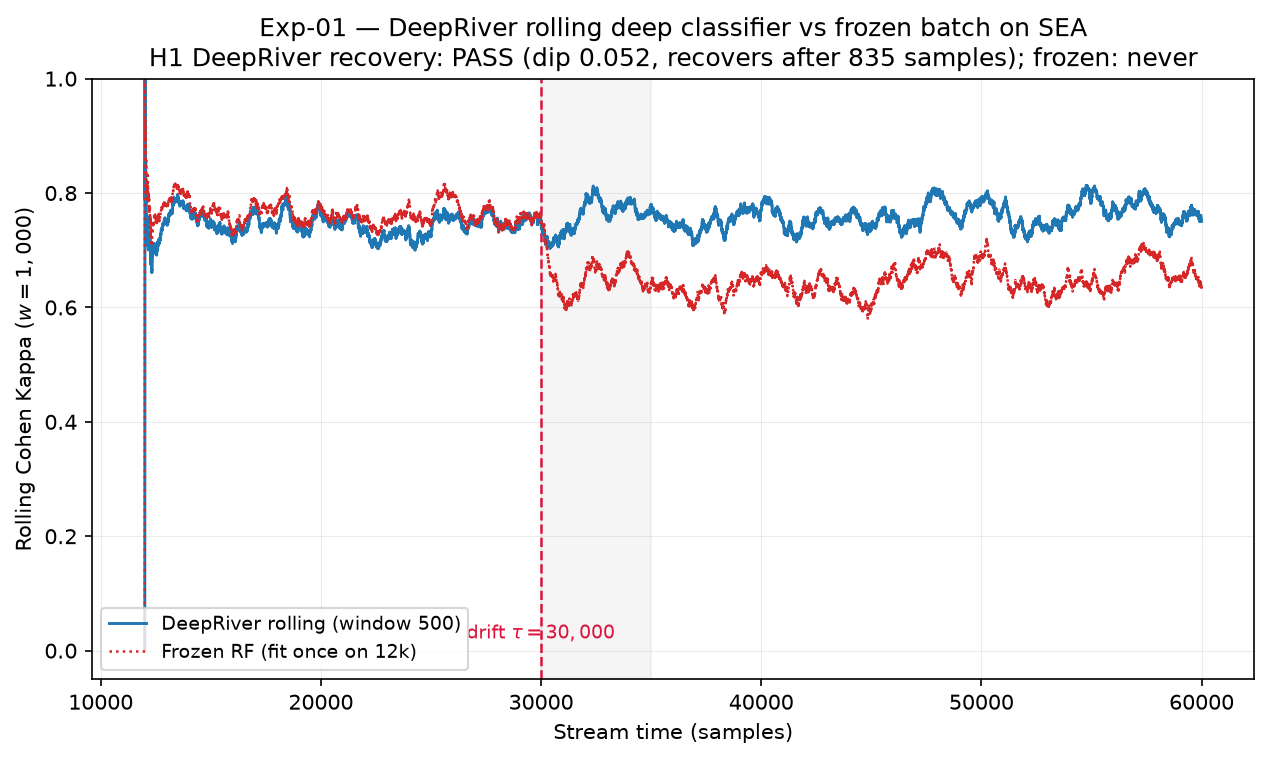 Exp-01 — DeepRiver rolling deep classifier vs frozen batch on SEA
H1 DeepRiver recovery: PASS (dip 0.052, recovers after 835 samples); frozen: never
Rolling Cohen Kappa (w = 1, 000)
1.0
0.8
0.6
0.4
0.2
0.0
DeepRiver rolling (window 500)
Frozen RF (fit once on 12k)
drift τ = 30, 000
10000
20000
30000
40000
50000
60000
Stream time (samples)